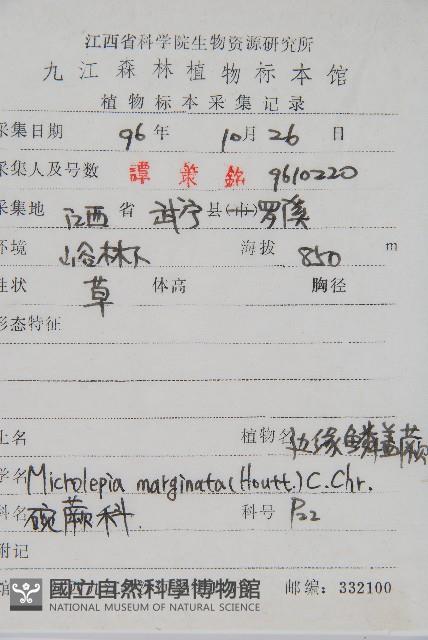 江西省科学院生物资源研究所
九江森林植物标本馆
植物标本采集记录
采集日期 96年 10月 26 日
采集人及号数 譚策銘 9610220
采集地 江西省 武宁县(市)罗溪
环境 山谷林下 海拔 850 m
性状 草 体高 胸径
形态特征
土名 植物名 边缘鳞盖蕨
学名 Microlepia marginata (Houtt.) C.Chr.
科名 碗蕨科 科号 P22
附记
馆 邮编：332100
國立自然科學博物館
NATIONAL MUSEUM OF NATURAL SCIENCE